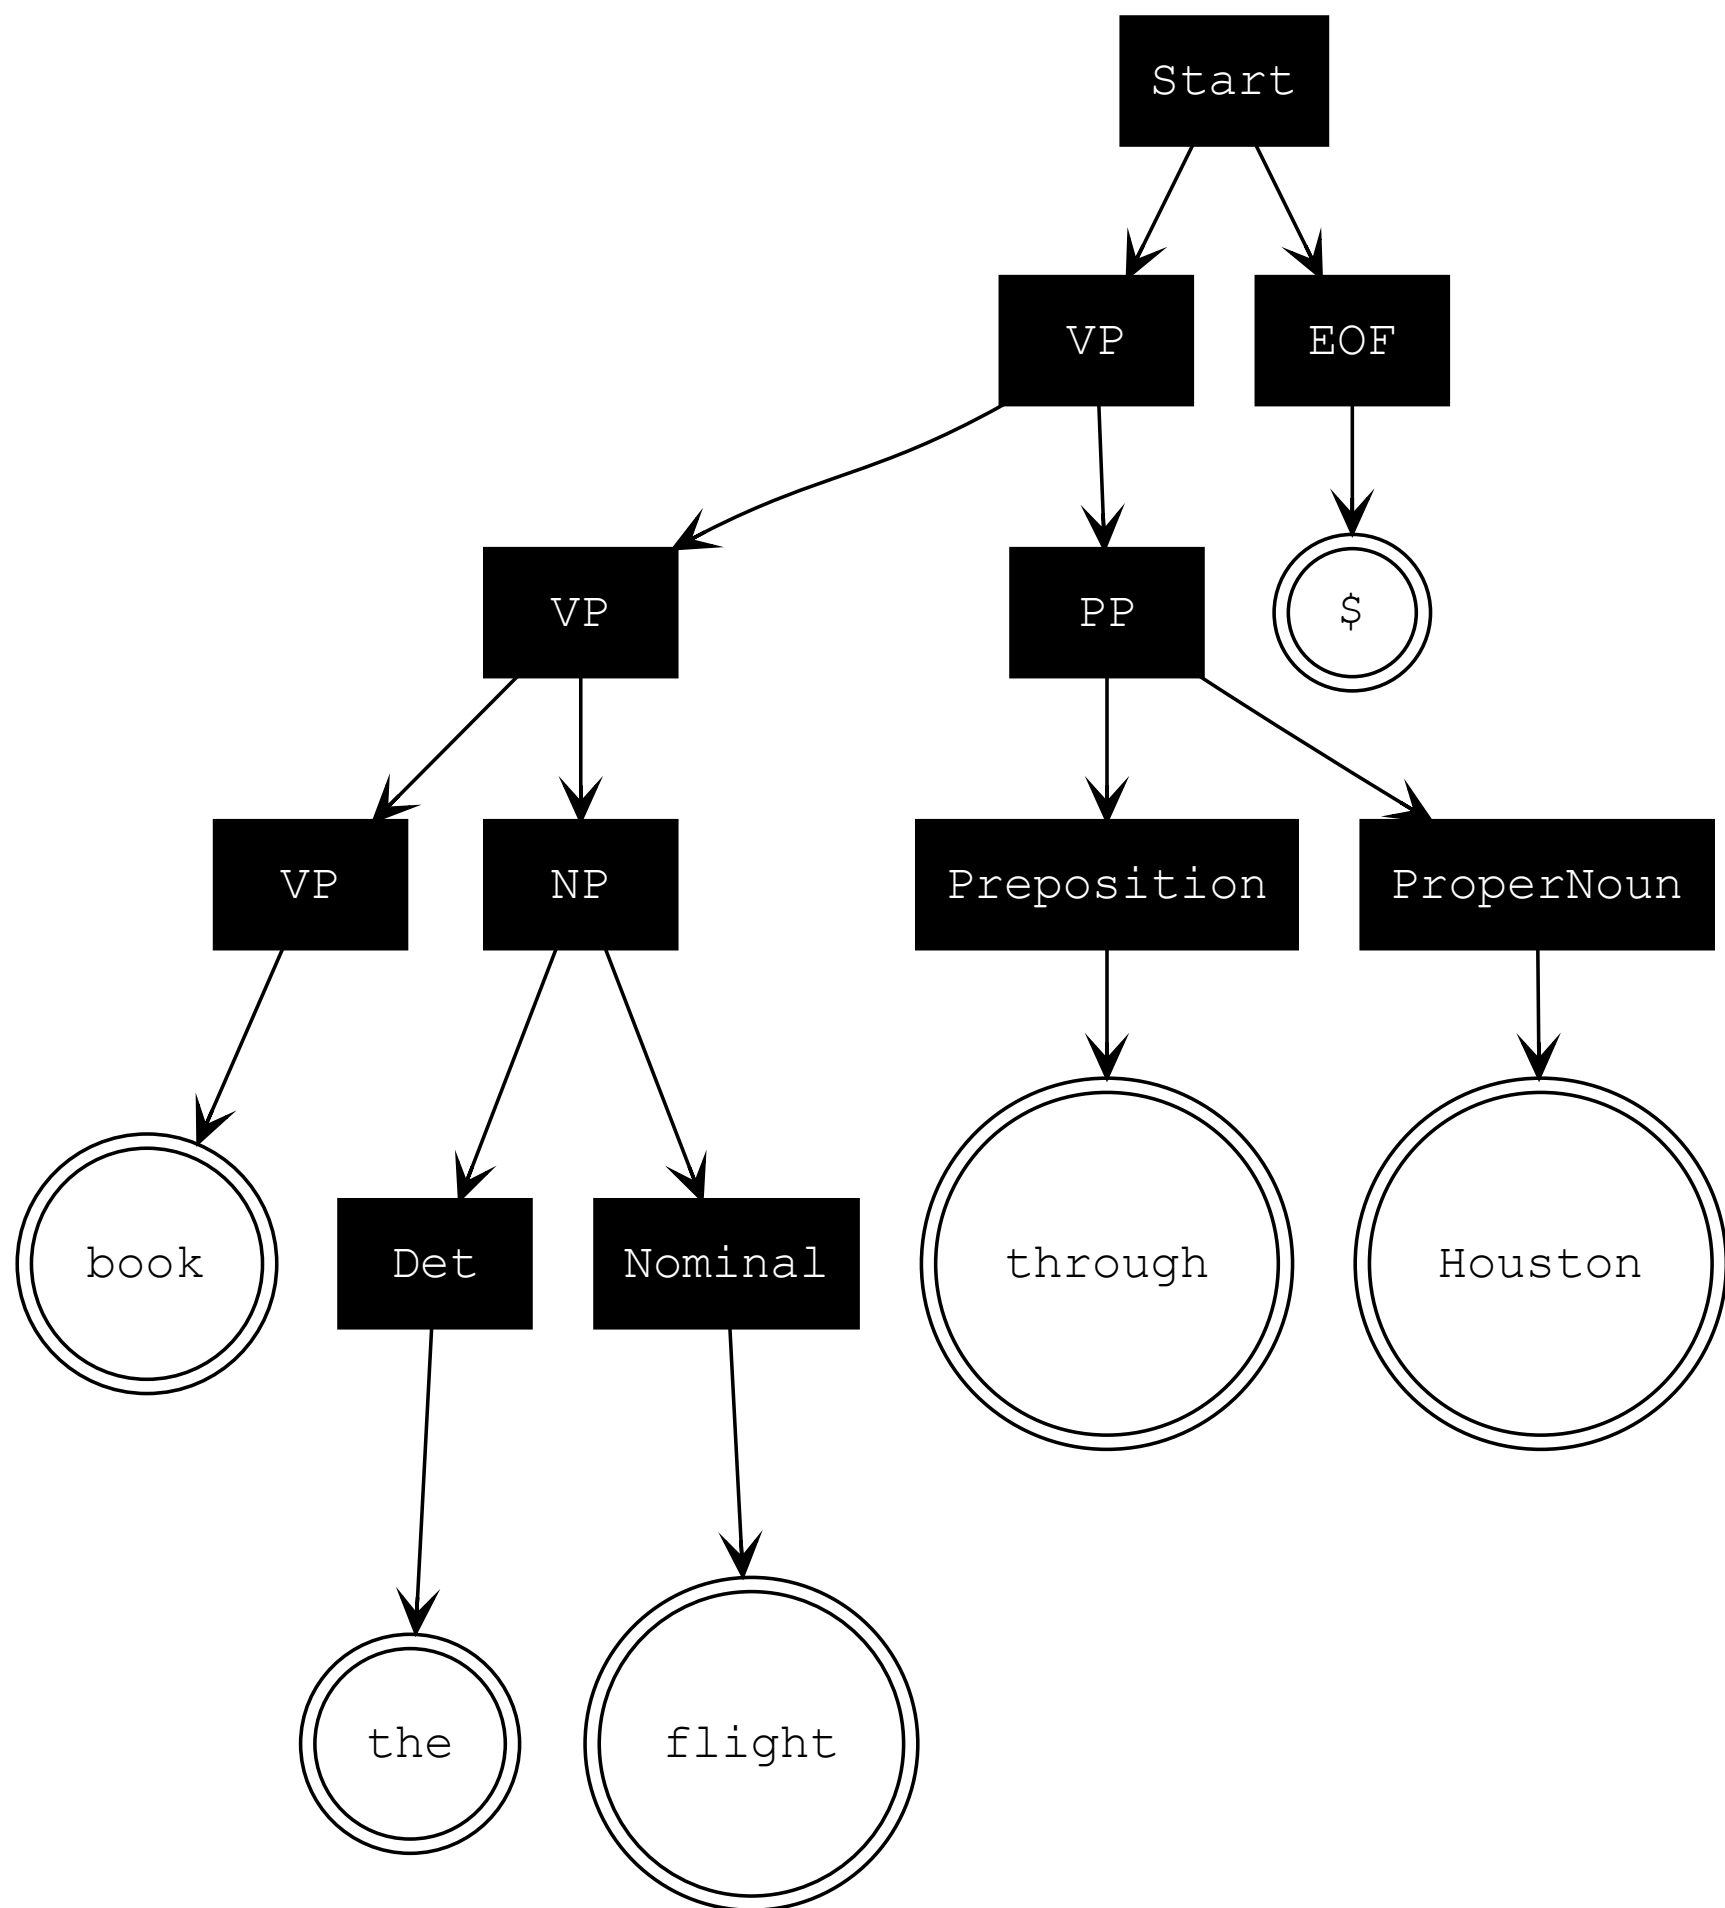 Start
VP EOF
VP PP $
VP NP Preposition ProperNoun
book Det Nominal through Houston
the flight